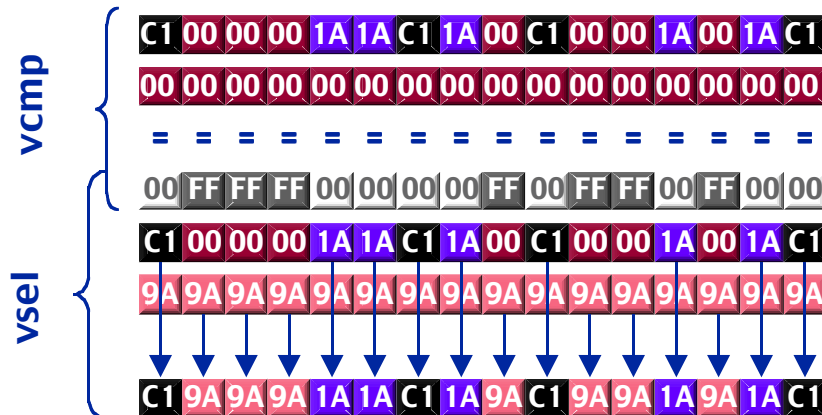 vcmp
C1 00 00 00 1A 1A C1 1A 00 C1 00 00 1A 00 1A C1
00 00 00 00 00 00 00 00 00 00 00 00 00 00 00 00
= = = = = = = = = = = = = = = =
00 FF FF FF 00 00 00 00 FF 00 FF FF 00 FF 00 00
vsel
C1 00 00 00 1A 1A C1 1A 00 C1 00 00 1A 00 1A C1
9A 9A 9A 9A 9A 9A 9A 9A 9A 9A 9A 9A 9A 9A 9A 9A
C1 9A 9A 9A 1A 1A C1 1A 9A C1 9A 9A 1A 9A 1A C1